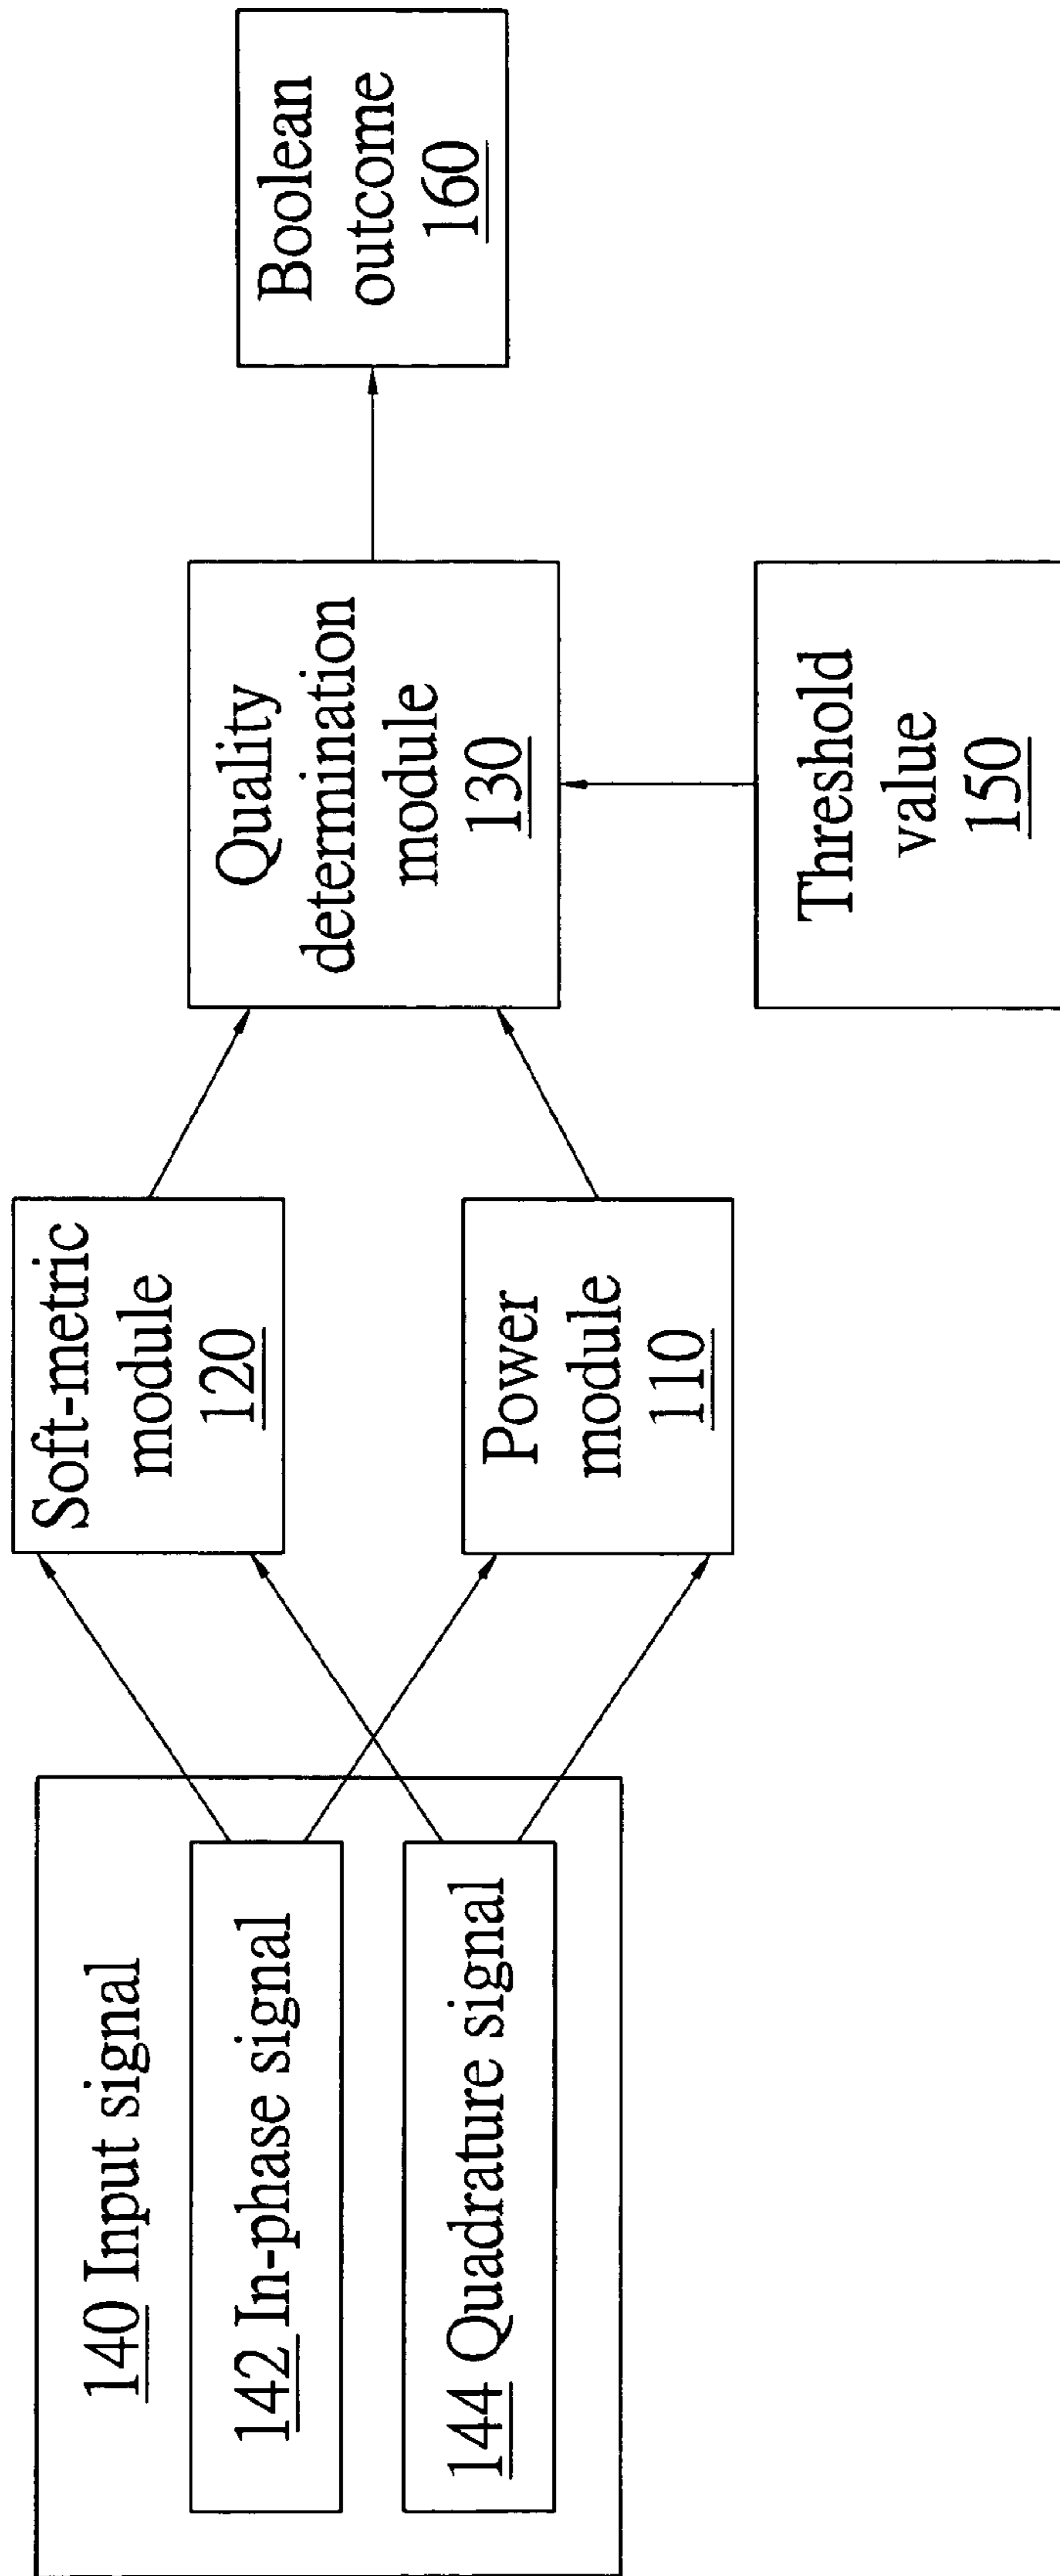 140 Input signal
142 In-phase signal
144 Quadrature signal
Soft-metric
module
120
Power
module
110
Quality
determination
module
130
Threshold
value
150
Boolean
outcome
160